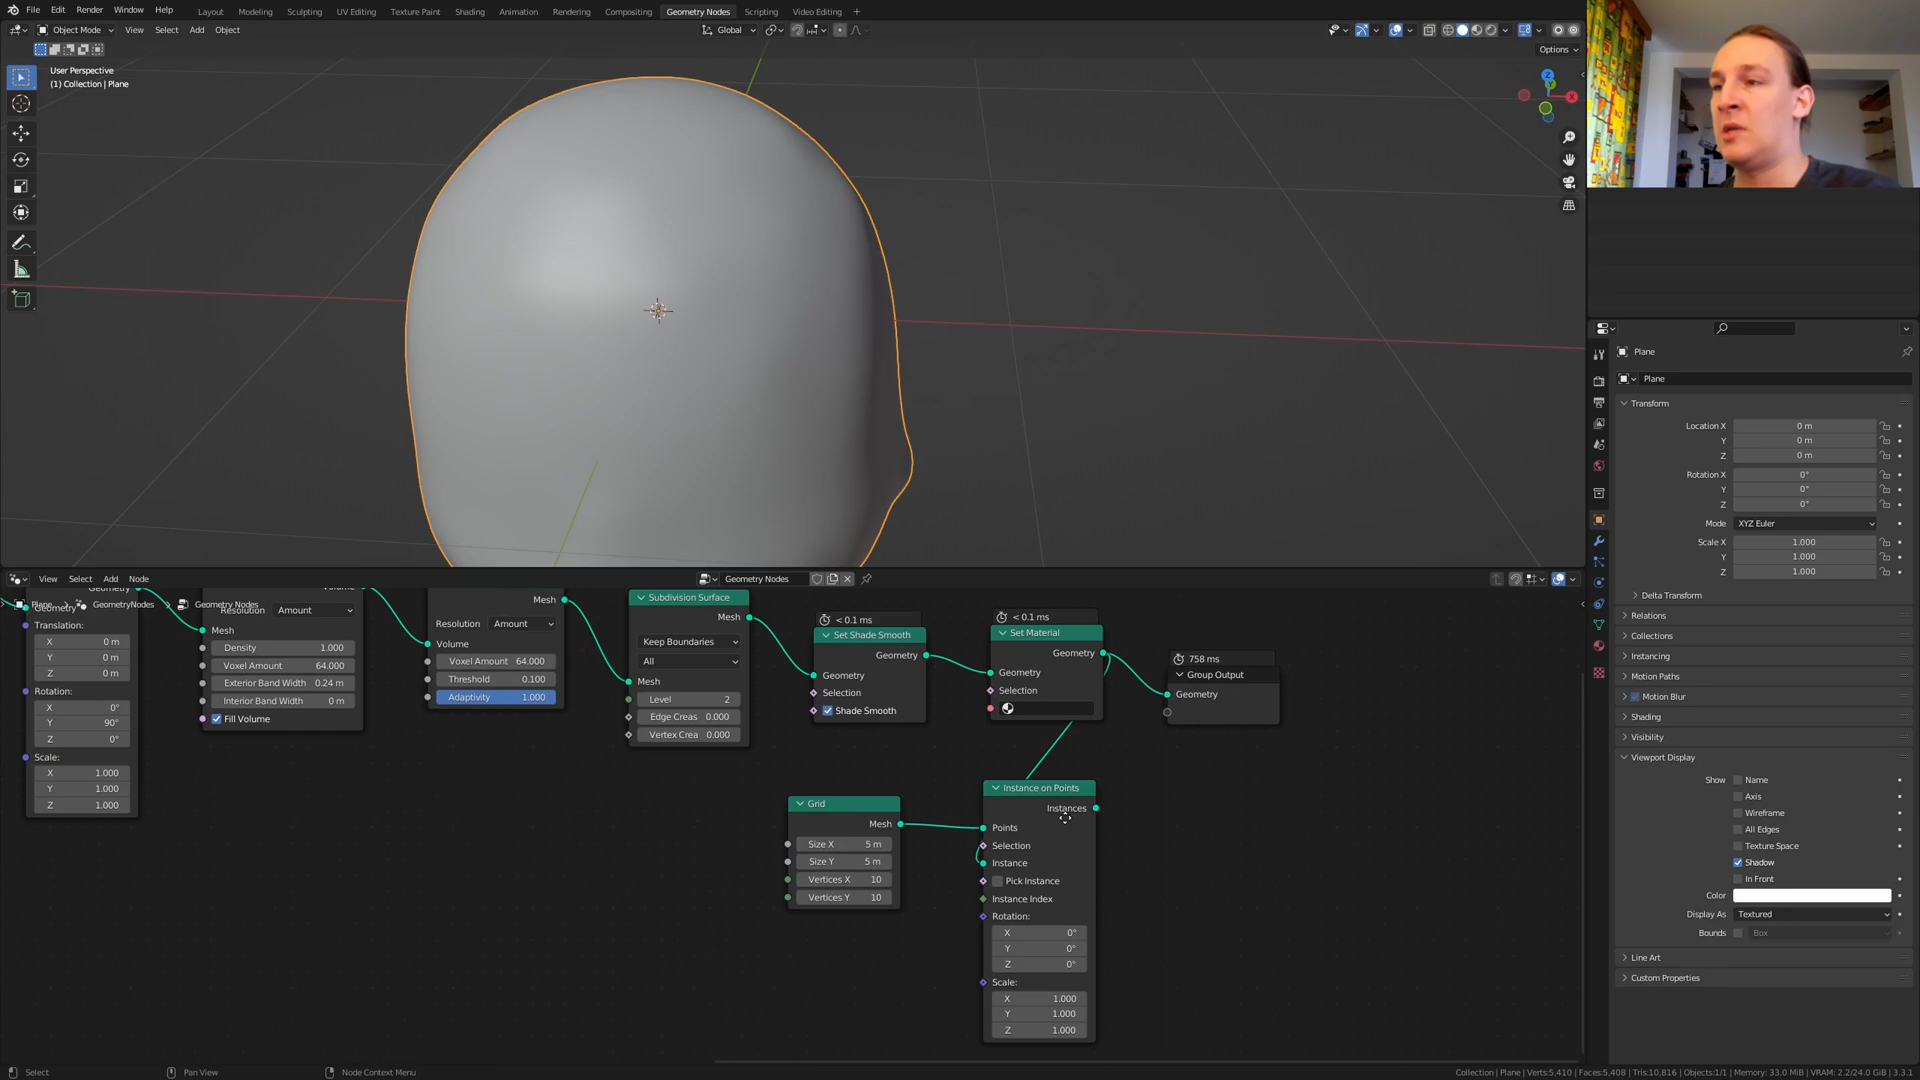 File Edit Render Window Help Layout Modeling Sculpting UV Editing Texture Paint Shading Animation Rendering Compositing Geometry Nodes Scripting Video Editing +
Object Mode View Select Add Object Global
Options
User Perspective
(1) Collection | Plane
Z
X
Plane
Plane
Transform
Location X 0 m
Y 0 m
Z 0 m
Rotation X 0°
Y 0°
Z 0°
Mode XYZ Euler
Scale X 1.000
Y 1.000
Z 1.000
Delta Transform
Relations
Collections
Instancing
Motion Paths
Motion Blur
Shading
Visibility
Viewport Display
Show Name
Axis
Wireframe
All Edges
Texture Space
Shadow
In Front
Color
Display As Textured
Bounds Box
Line Art
Custom Properties
View Select Add Node Geometry Nodes
Plane GeometryNodes Geometry Nodes
Geometry
Translation:
X 0 m
Y 0 m
Z 0 m
Rotation:
X 0°
Y 90°
Z 0°
Scale:
X 1.000
Y 1.000
Z 1.000
Resolution Amount
Mesh
Density 1.000
Voxel Amount 64.000
Exterior Band Width 0.24 m
Interior Band Width 0 m
Fill Volume
Mesh
Resolution Amount
Volume
Voxel Amount 64.000
Threshold 0.100
Adaptivity 1.000
Subdivision Surface
Mesh
Keep Boundaries
All
Mesh
Level 2
Edge Creas 0.000
Vertex Crea 0.000
< 0.1 ms
Set Shade Smooth
Geometry
Geometry
Selection
Shade Smooth
< 0.1 ms
Set Material
Geometry
Geometry
Selection
758 ms
Group Output
Geometry
Grid
Mesh
Size X 5 m
Size Y 5 m
Vertices X 10
Vertices Y 10
Instance on Points
Instances
Points
Selection
Instance
Pick Instance
Instance Index
Rotation:
X 0°
Y 0°
Z 0°
Scale:
X 1.000
Y 1.000
Z 1.000
Select Pan View Node Context Menu Collection | Plane | Verts:5,410 | Faces:5,408 | Tris:10,816 | Objects:1/1 | Memory: 33.0 MiB | VRAM: 2.2/24.0 GiB | 3.3.1